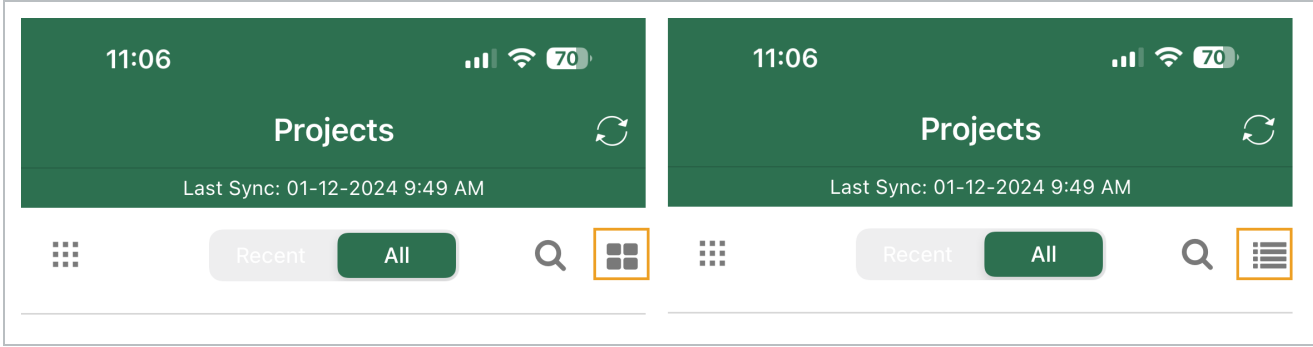 11:06
70
Projects
Last Sync: 01-12-2024 9:49 AM
Recent
All
11:06
70
Projects
Last Sync: 01-12-2024 9:49 AM
Recent
All